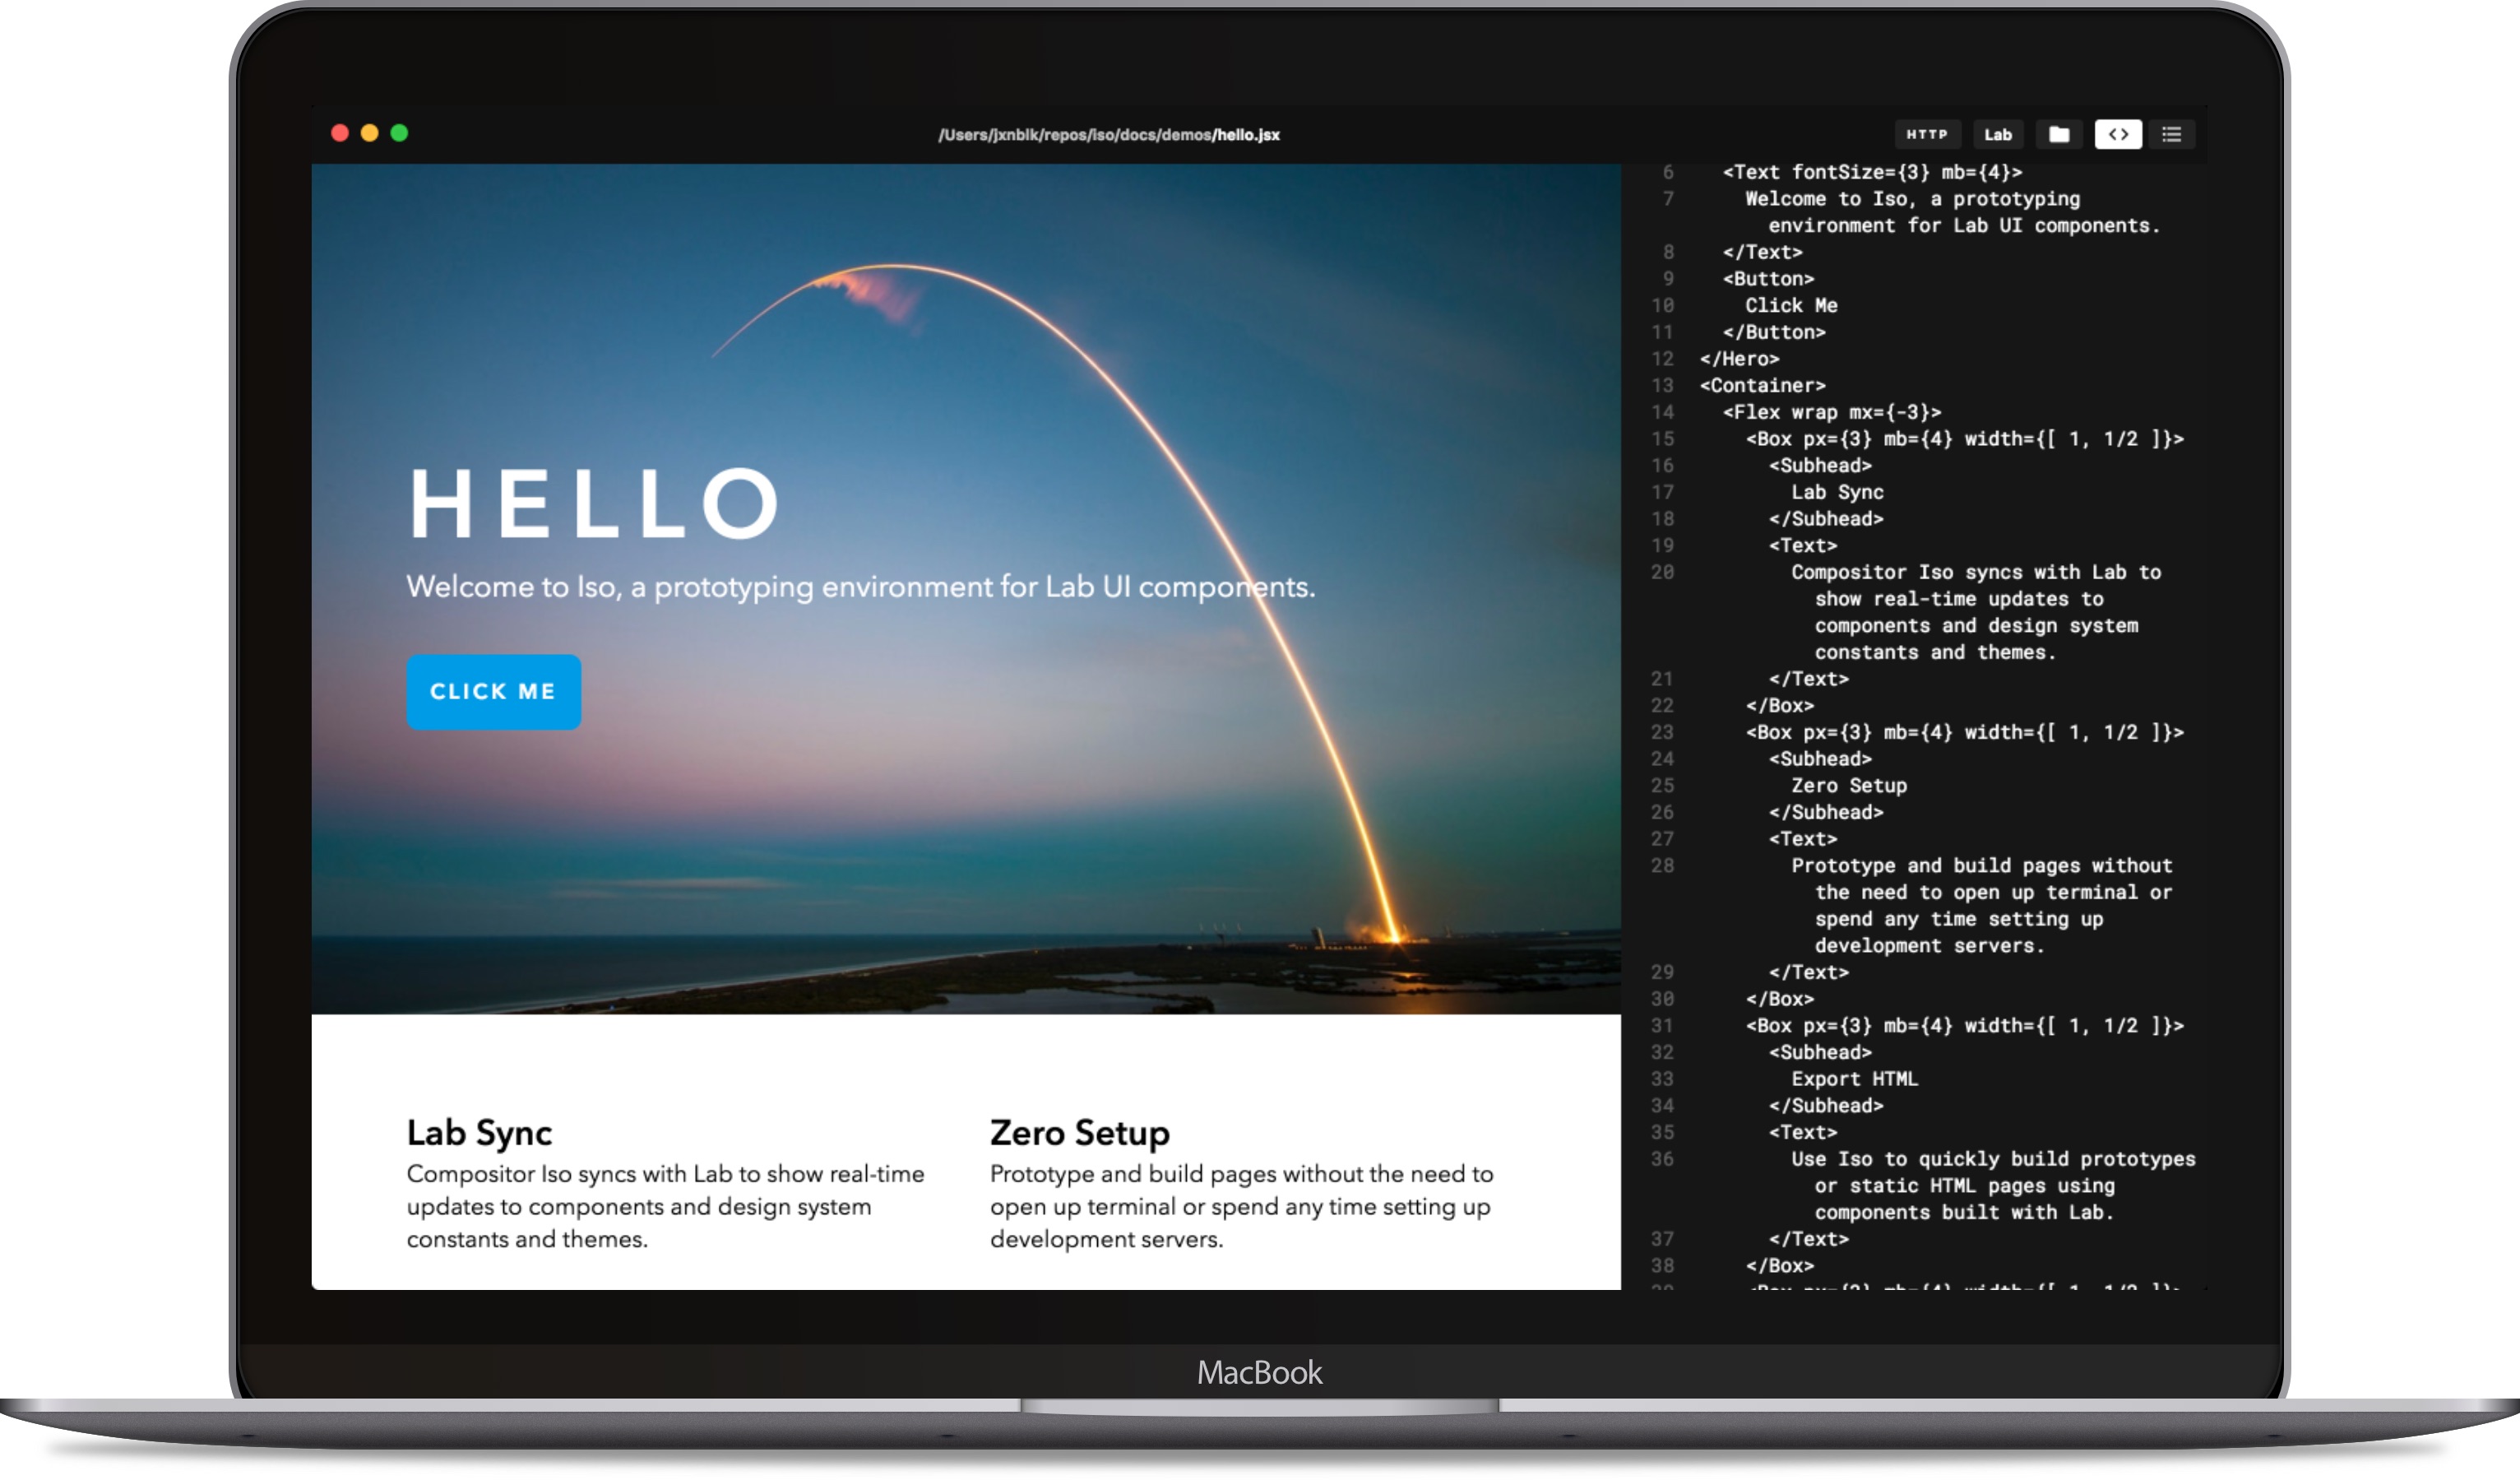 /Users/jxnblk/repos/iso/docs/demos/hello.jsx
HTTP
Lab
HELLO
Welcome to Iso, a prototyping environment for Lab UI components.
CLICK ME
Lab Sync
Compositor Iso syncs with Lab to show real-time
updates to components and design system
constants and themes.
Zero Setup
Prototype and build pages without the need to
open up terminal or spend any time setting up
development servers.
6 <Text fontSize={3} mb={4}>
7 Welcome to Iso, a prototyping
environment for Lab UI components.
8 </Text>
9 <Button>
10 Click Me
11 </Button>
12 </Hero>
13 <Container>
14 <Flex wrap mx={-3}>
15 <Box px={3} mb={4} width={[ 1, 1/2 ]}>
16 <Subhead>
17 Lab Sync
18 </Subhead>
19 <Text>
20 Compositor Iso syncs with Lab to
show real-time updates to
components and design system
constants and themes.
21 </Text>
22 </Box>
23 <Box px={3} mb={4} width={[ 1, 1/2 ]}>
24 <Subhead>
25 Zero Setup
26 </Subhead>
27 <Text>
28 Prototype and build pages without
the need to open up terminal or
spend any time setting up
development servers.
29 </Text>
30 </Box>
31 <Box px={3} mb={4} width={[ 1, 1/2 ]}>
32 <Subhead>
33 Export HTML
34 </Subhead>
35 <Text>
36 Use Iso to quickly build prototypes
or static HTML pages using
components built with Lab.
37 </Text>
38 </Box>
39 <Box px={3} mb={4} width={[ 1, 1/2 ]}>
MacBook